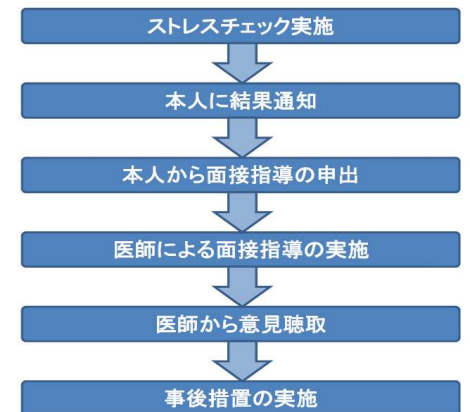 ストレスチェック実施
本人に結果通知
本人から面接指導の申出
医師による面接指導の実施
医師から意見聴取
事後措置の実施